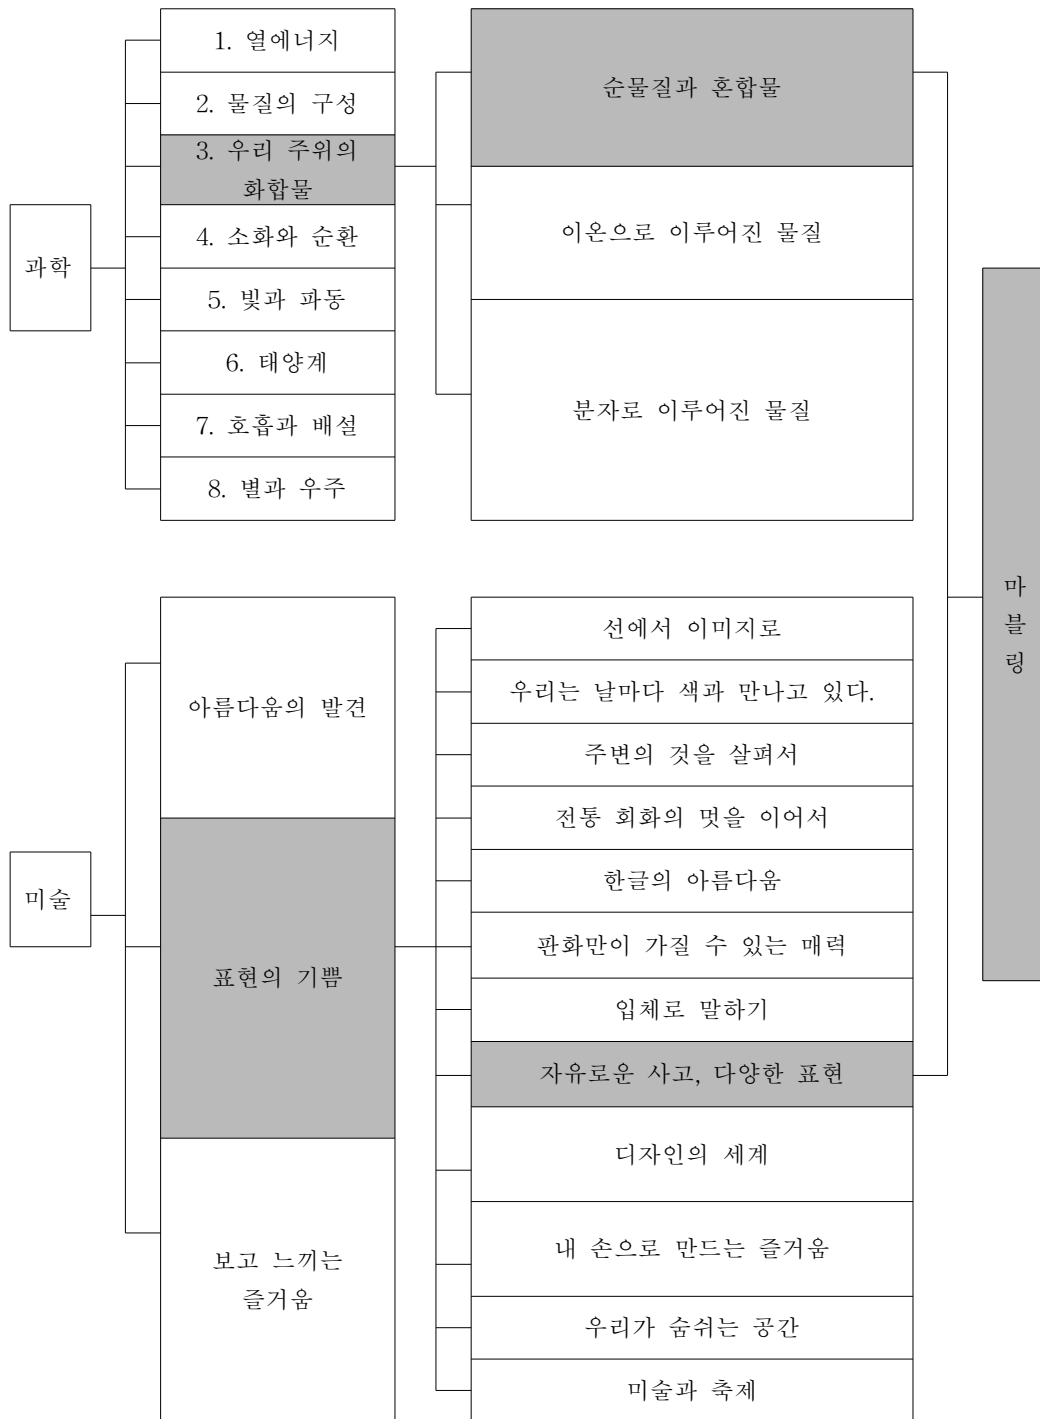 과학
1. 열에너지
2. 물질의 구성
3. 우리 주위의
화합물
4. 소화와 순환
5. 빛과 파동
6. 태양계
7. 호흡과 배설
8. 별과 우주
순물질과 혼합물
이온으로 이루어진 물질
분자로 이루어진 물질
미술
아름다움의 발견
표현의 기쁨
보고 느끼는
즐거움
선에서 이미지로
우리는 날마다 색과 만나고 있다.
주변의 것을 살펴서
전통 회화의 멋을 이어서
한글의 아름다움
판화만이 가질 수 있는 매력
입체로 말하기
자유로운 사고, 다양한 표현
디자인의 세계
내 손으로 만드는 즐거움
우리가 숨쉬는 공간
미술과 축제
마
블
링